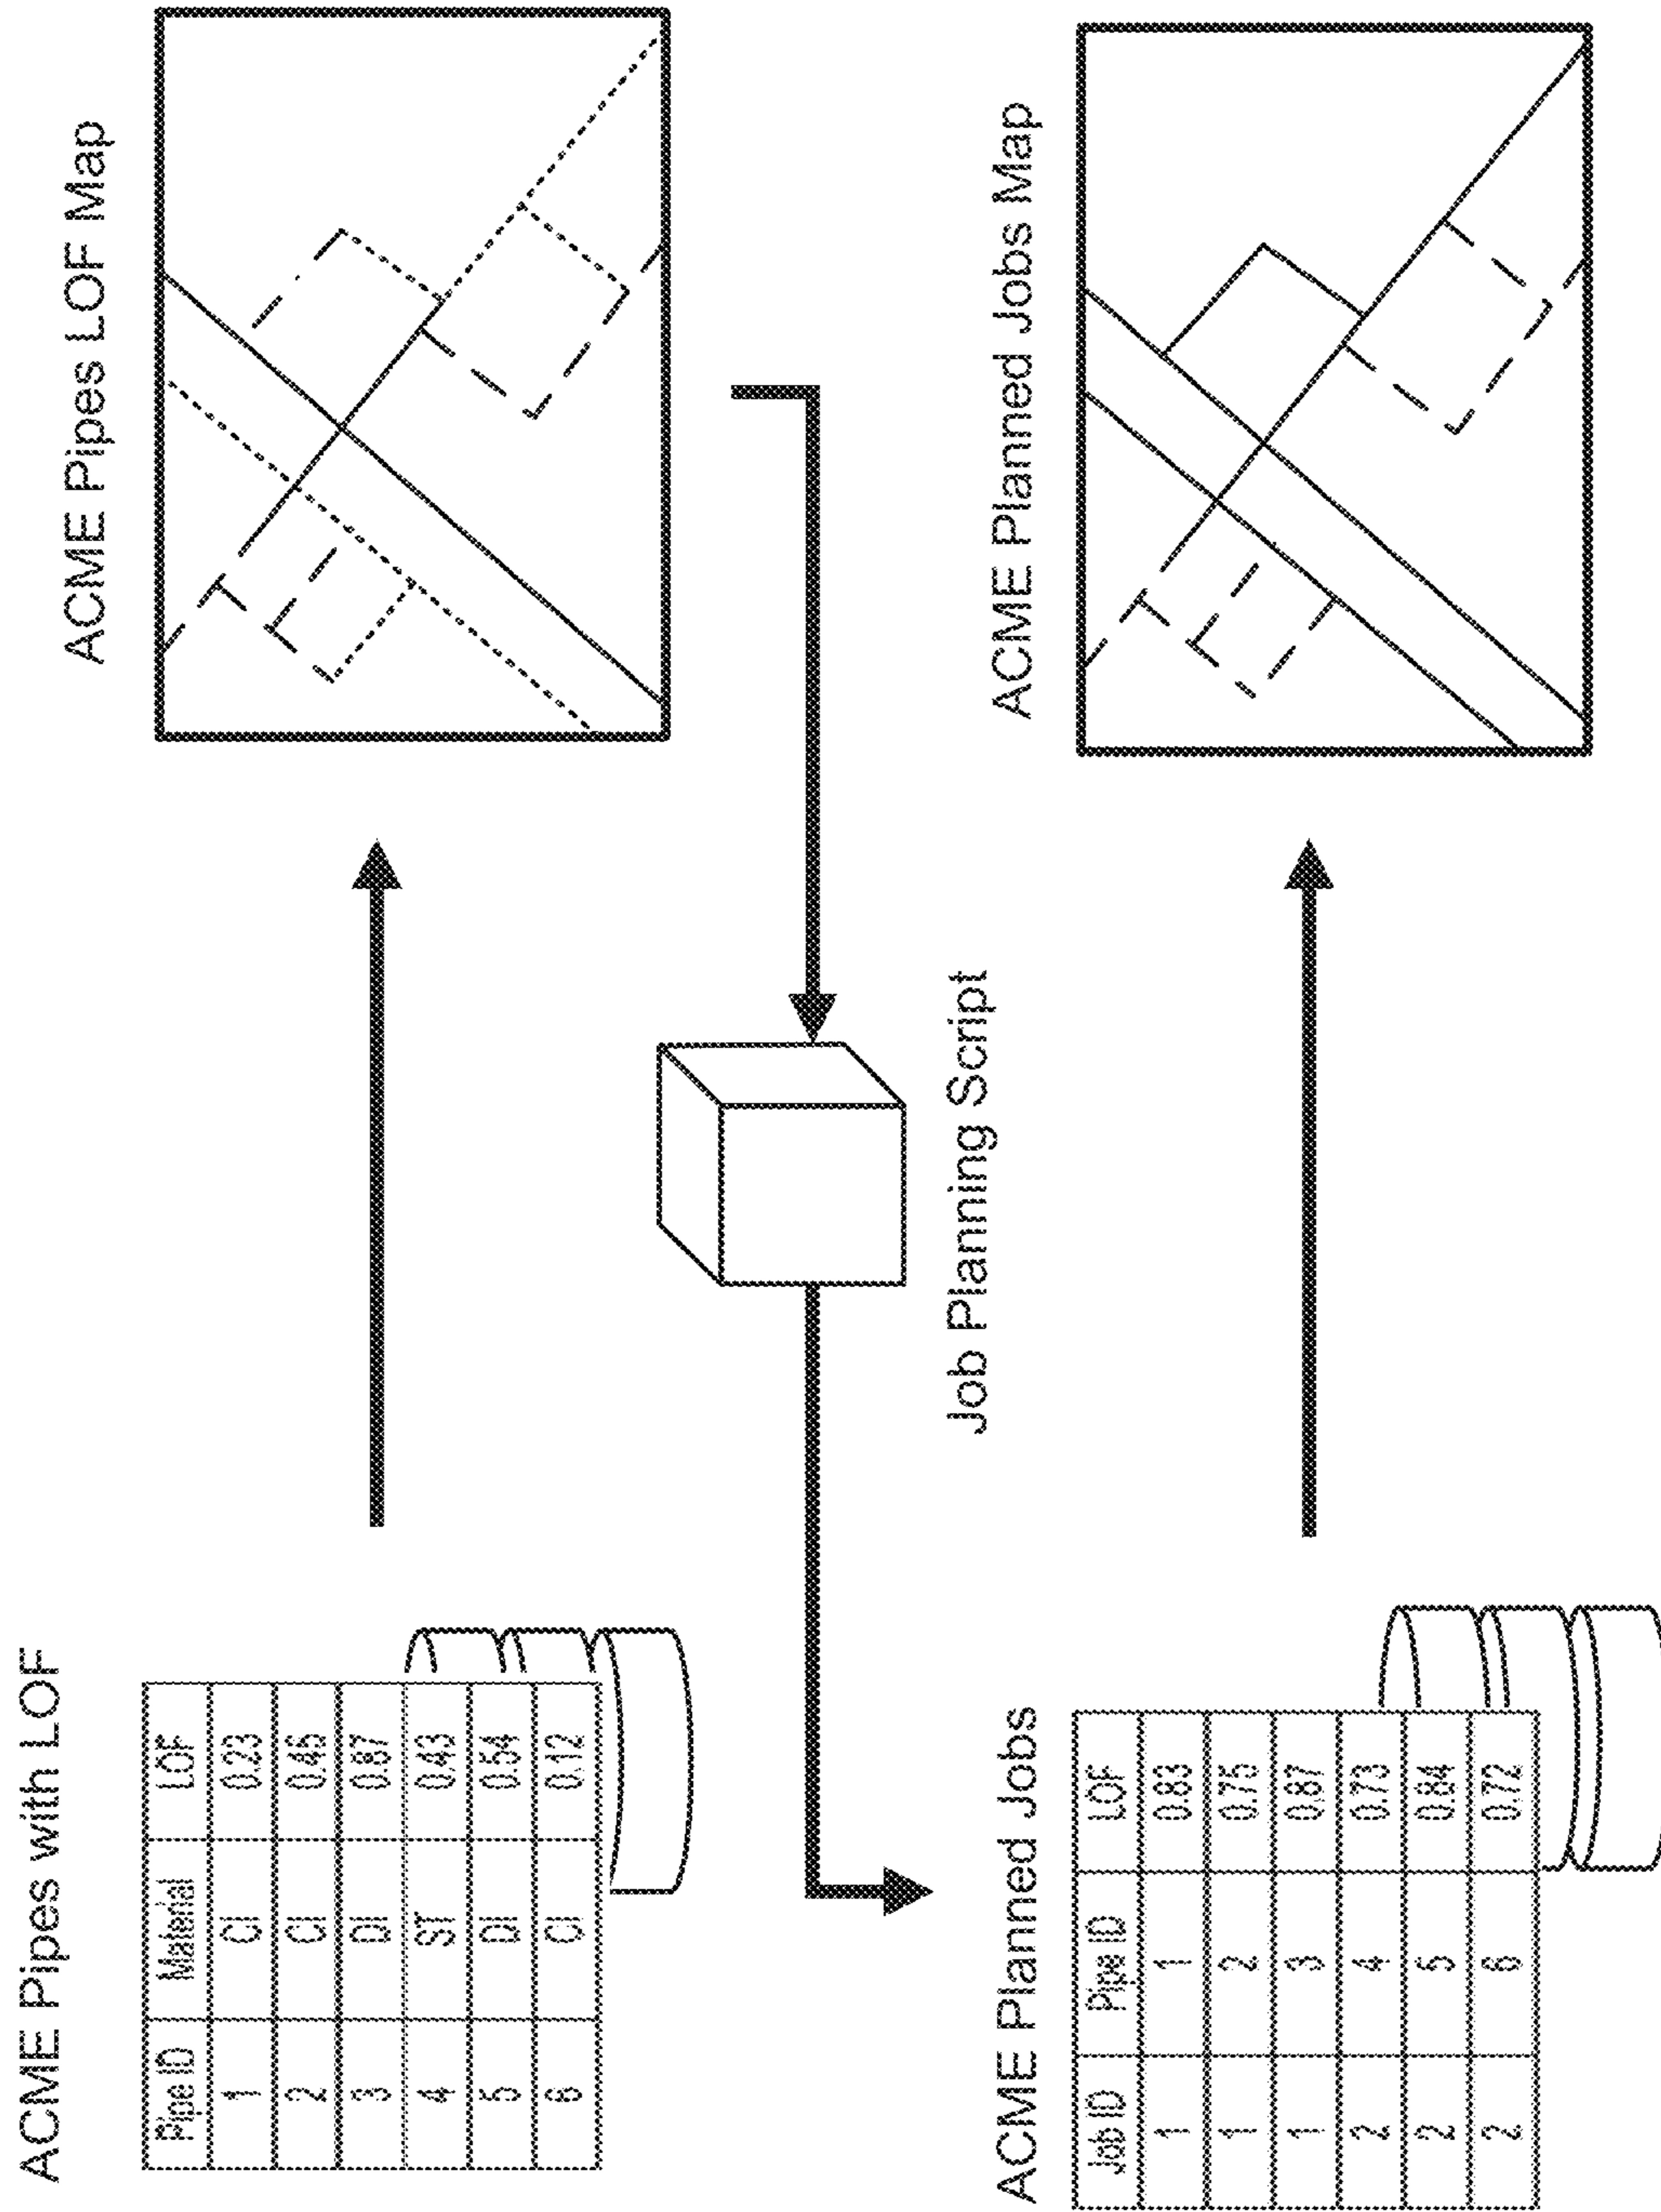 ACME Pipes with LOF
Pipe ID Material LOF
1 CI 0.23
2 CI 0.45
3 DI 0.87
4 ST 0.43
5 DI 0.54
6 CI 0.12
ACME Pipes LOF Map
Job Planning Script
ACME Planned Jobs
Job ID Pipe ID LOF
1 1 0.83
1 2 0.75
1 3 0.87
2 4 0.73
2 5 0.84
2 6 0.72
ACME Planned Jobs Map